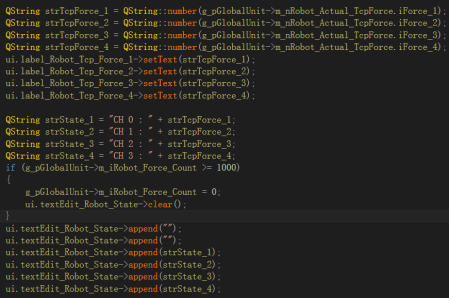 QString strTcpForce_1 = QString::number(g_pGlobalUnit->m_nRobot_Actual_TcpForce.iForce_1);
QString strTcpForce_2 = QString::number(g_pGlobalUnit->m_nRobot_Actual_TcpForce.iForce_2);
QString strTcpForce_3 = QString::number(g_pGlobalUnit->m_nRobot_Actual_TcpForce.iForce_3);
QString strTcpForce_4 = QString::number(g_pGlobalUnit->m_nRobot_Actual_TcpForce.iForce_4);
ui.label_Robot_Tcp_Force_1->setText(strTcpForce_1);
ui.label_Robot_Tcp_Force_2->setText(strTcpForce_2);
ui.label_Robot_Tcp_Force_3->setText(strTcpForce_3);
ui.label_Robot_Tcp_Force_4->setText(strTcpForce_4);
QString strState_1 = "CH 0 : " + strTcpForce_1;
QString strState_2 = "CH 1 : " + strTcpForce_2;
QString strState_3 = "CH 2 : " + strTcpForce_3;
QString strState_4 = "CH 3 : " + strTcpForce_4;
if (g_pGlobalUnit->m_iRobot_Force_Count >= 1000)
{
g_pGlobalUnit->m_iRobot_Force_Count = 0;
ui.textEdit_Robot_State->clear();
}
ui.textEdit_Robot_State->append("");
ui.textEdit_Robot_State->append("");
ui.textEdit_Robot_State->append(strState_1);
ui.textEdit_Robot_State->append(strState_2);
ui.textEdit_Robot_State->append(strState_3);
ui.textEdit_Robot_State->append(strState_4);